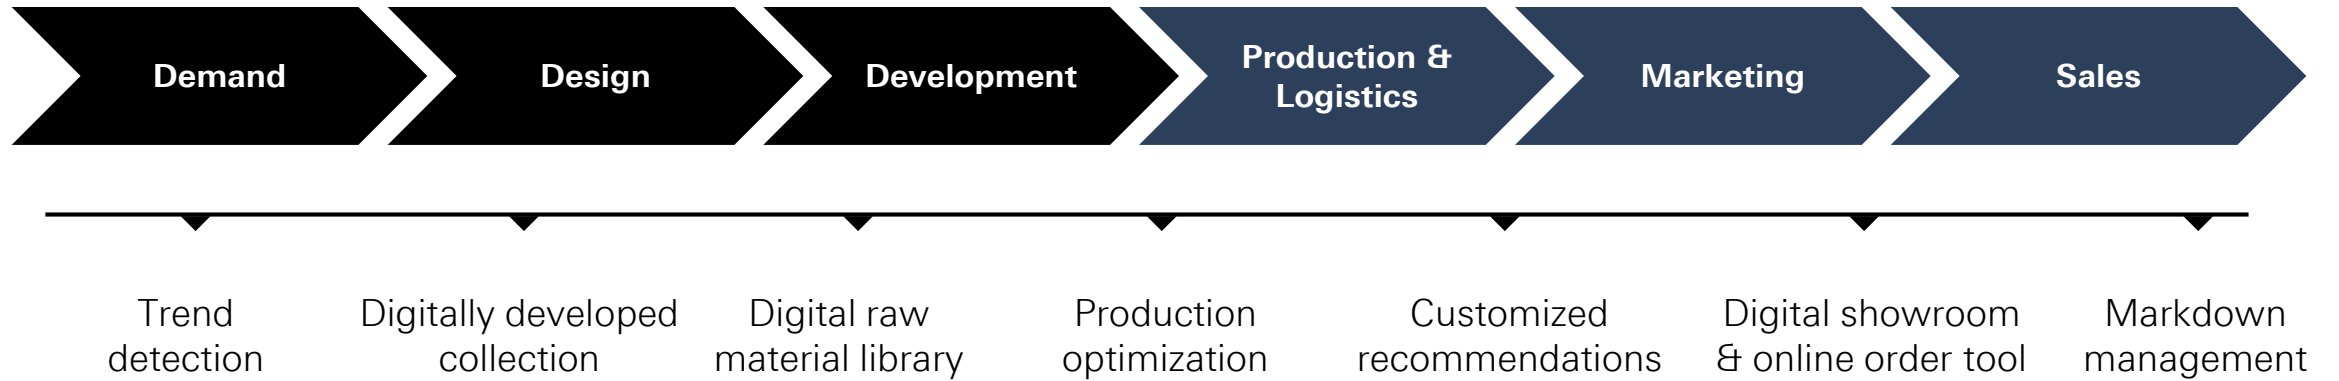 Demand
Design
Development
Production &
Logistics
Marketing
Sales
Trend
detection
Digitally developed
collection
Digital raw
material library
Production
optimization
Customized
recommendations
Digital showroom
& online order tool
Markdown
management